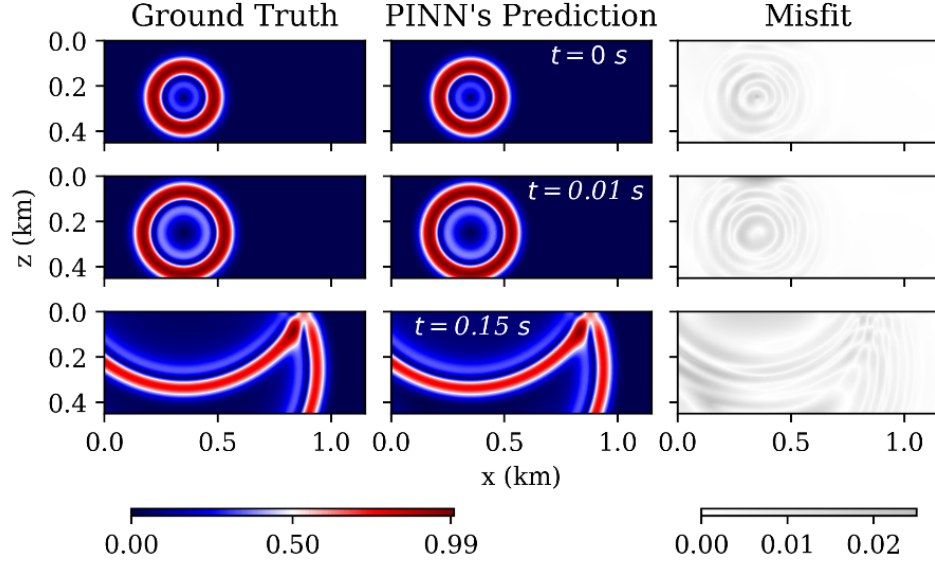 Ground Truth PINN's Prediction Misfit
0.0
0.2
0.4
t = 0 s
0.0
0.2
0.4
t = 0.01 s
z (km)
0.0
0.2
0.4
t = 0.15 s
0.0 0.5 1.0 0.0 0.5 1.0 0.0 0.5 1.0
x (km)
0.00 0.50 0.99 0.00 0.01 0.02